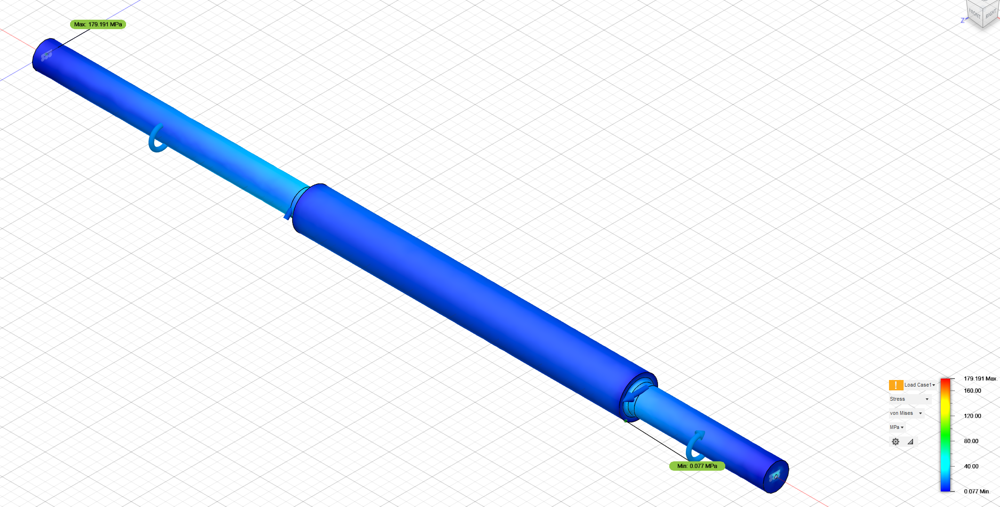 Max: 179.191 MPa
FRONT
RIGHT
Z
Min: 0.077 MPa
Load Case1
Stress
von Mises
MPa
179.191 Max.
160.00
120.00
80.00
40.00
0.077 Min.